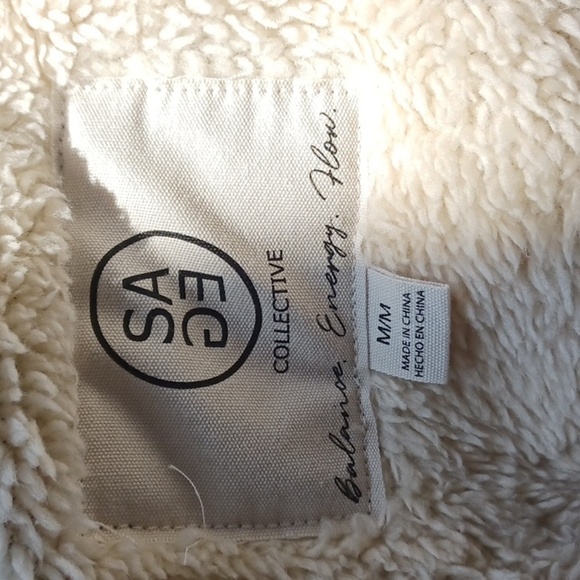 SA
GE
COLLECTIVE
Balance. Energy. Flow.
M/M
MADE IN CHINA
HECHO EN CHINA